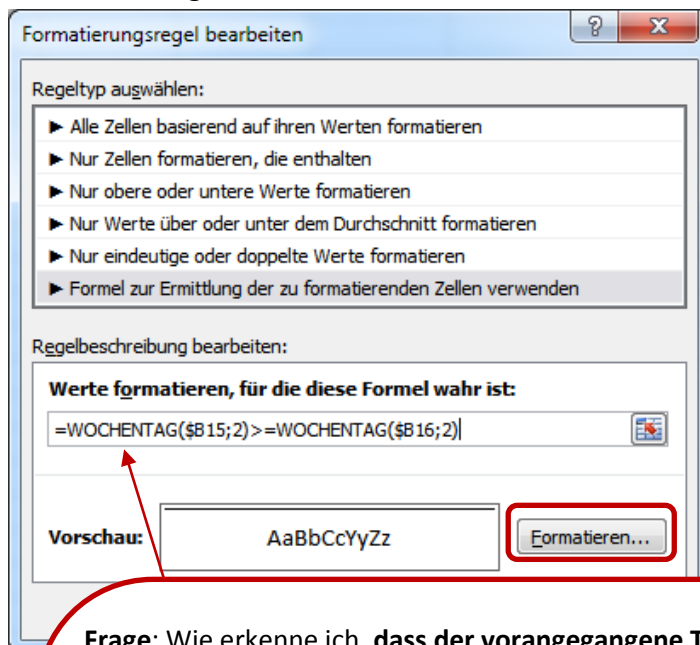 Formatierungsregel bearbeiten
?
Regeltyp auswählen:
► Alle Zellen basierend auf ihren Werten formatieren
► Nur Zellen formatieren, die enthalten
► Nur obere oder untere Werte formatieren
► Nur Werte über oder unter dem Durchschnitt formatieren
► Nur eindeutige oder doppelte Werte formatieren
► Formel zur Ermittlung der zu formatierenden Zellen verwenden
Regelbeschreibung bearbeiten:
Werte formatieren, für die diese Formel wahr ist:
=WOCHENTAG($B15;2)>=WOCHENTAG($B16;2)
Vorschau: AaBbCcYyZz Formatieren...
Frage: Wie erkenne ich, dass der vorangegangene T